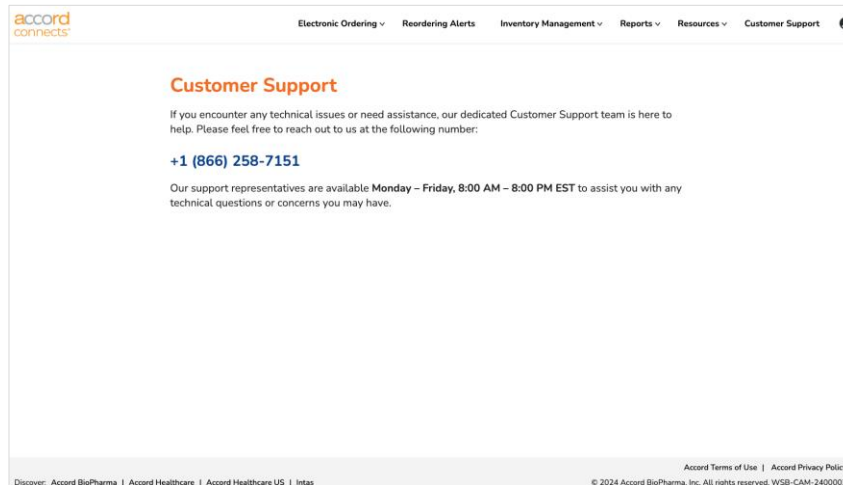 accord
connects
Electronic Ordering Reordering Alerts Inventory Management Reports Resources Customer Support
Customer Support
If you encounter any technical issues or need assistance, our dedicated Customer Support team is here to
help. Please feel free to reach out to us at the following number:
+1 (866) 258-7151
Our support representatives are available Monday – Friday, 8:00 AM – 8:00 PM EST to assist you with any
technical questions or concerns you may have.
Accord Terms of Use | Accord Privacy Polic
Discover: Accord BioPharma | Accord Healthcare | Accord Healthcare US | Intas © 2024 Accord BioPharma, Inc. All rights reserved. WSB-CAM-240000